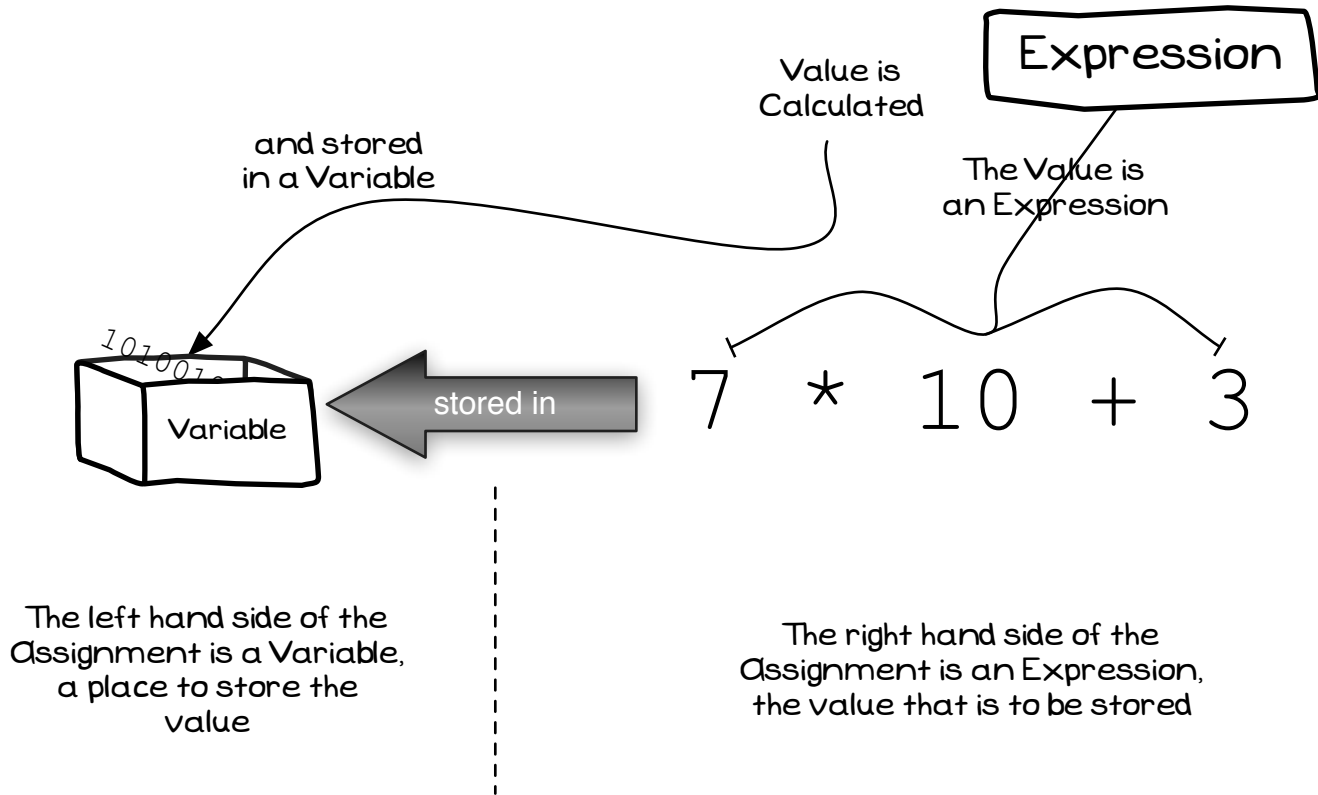 Expression
Value is
Calculated
and stored
in a Variable
The Value is
an Expression
101001
Variable
stored in
7 * 10 + 3
The left hand side of the
Assignment is a Variable,
a place to store the
value
The right hand side of the
Assignment is an Expression,
the value that is to be stored